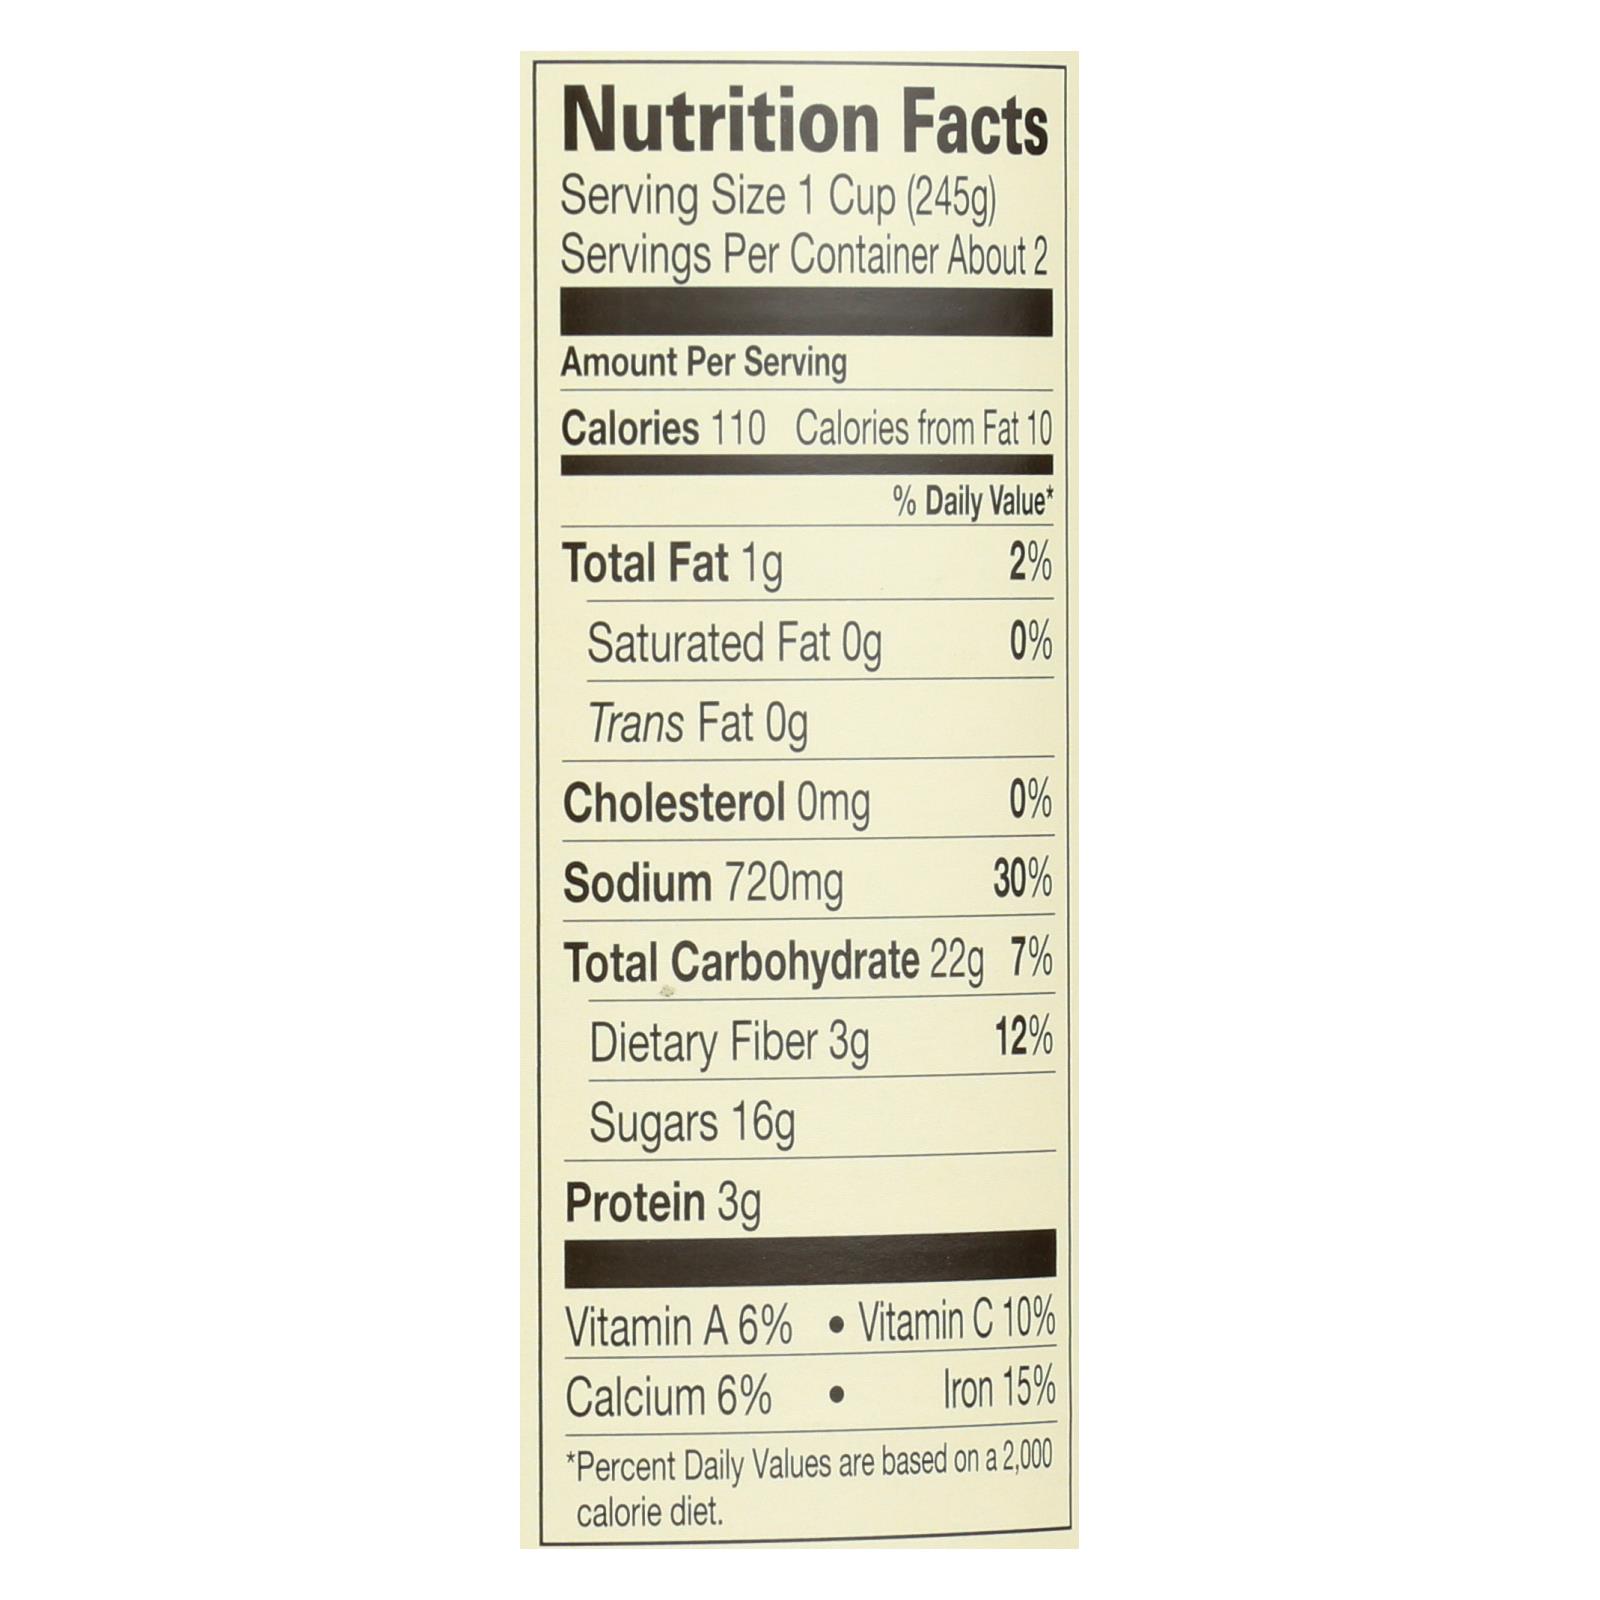 Nutrition Facts
Serving Size 1 Cup (245g)
Servings Per Container About 2
Amount Per Serving
Calories 110 Calories from Fat 10
% Daily Value*
Total Fat 1g 2%
Saturated Fat 0g 0%
Trans Fat 0g
Cholesterol 0mg 0%
Sodium 720mg 30%
Total Carbohydrate 22g 7%
Dietary Fiber 3g 12%
Sugars 16g
Protein 3g
Vitamin A 6% • Vitamin C 10%
Calcium 6% • Iron 15%
*Percent Daily Values are based on a 2,000
calorie diet.